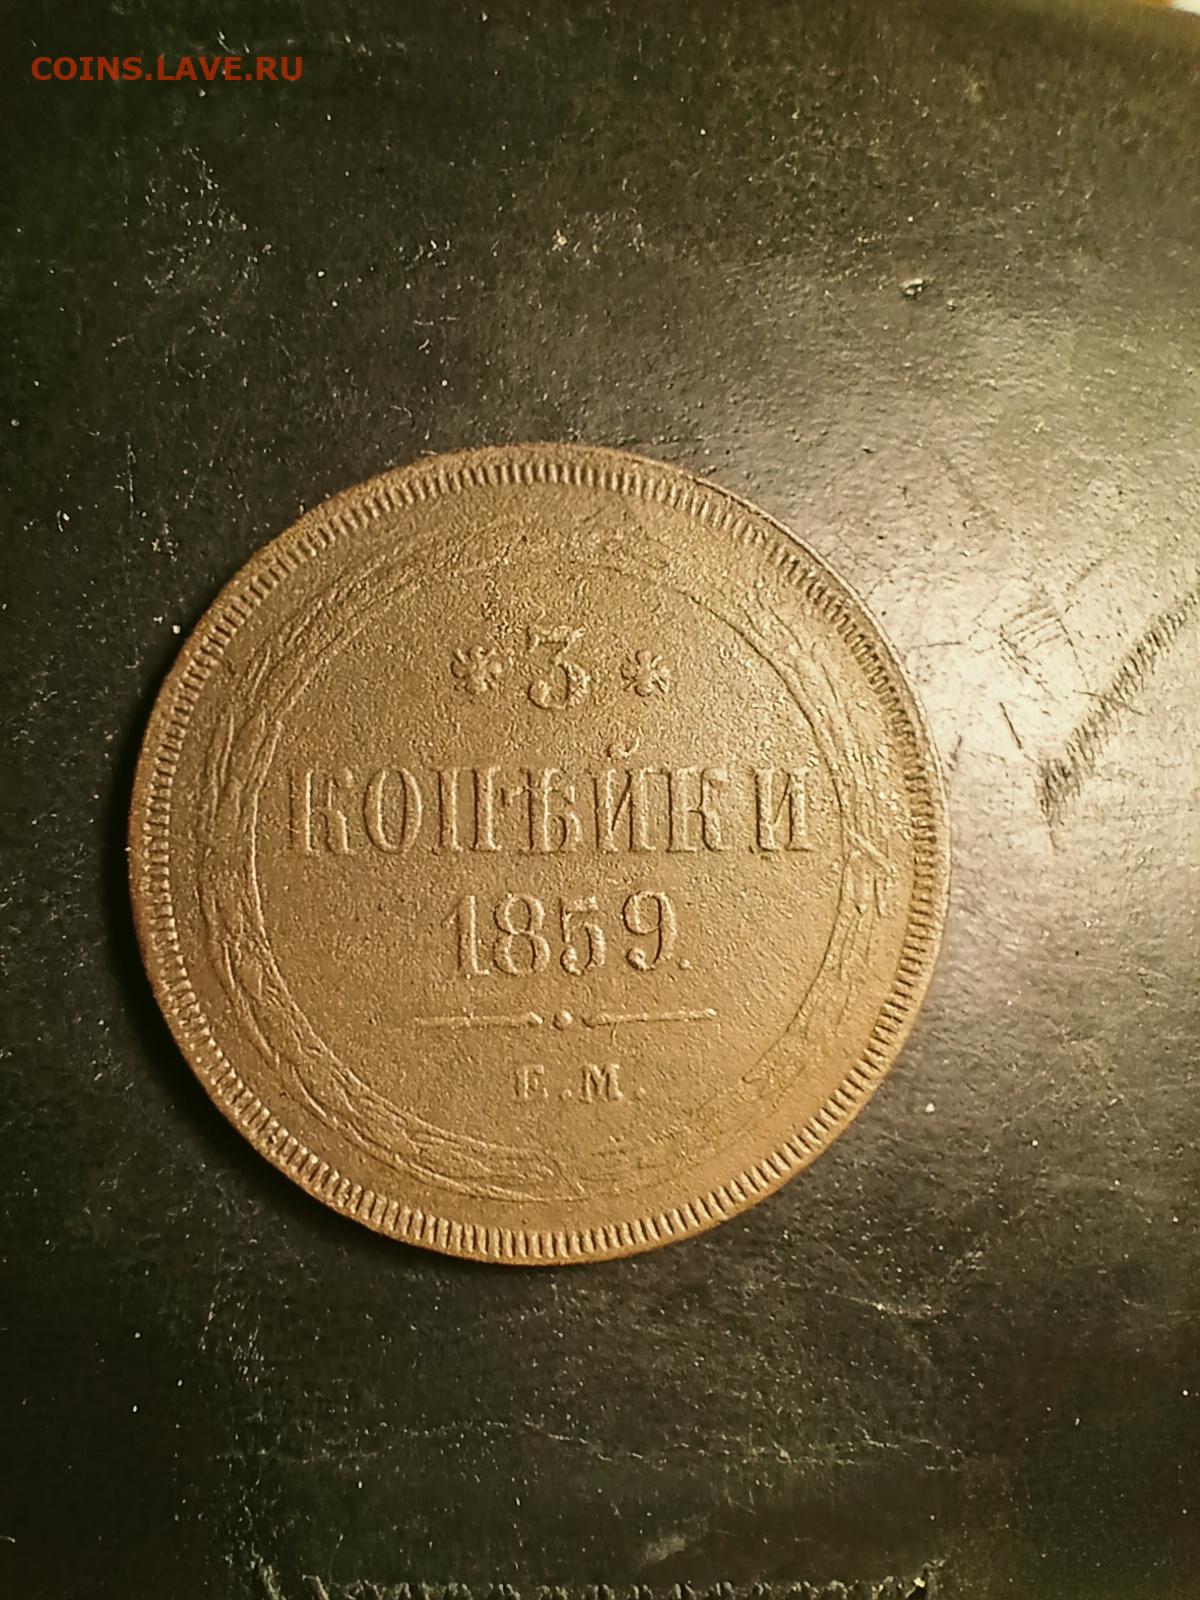 COINS.LAVE.RU
* 3 *
КОПѢЙКИ
1859.
Е.М.